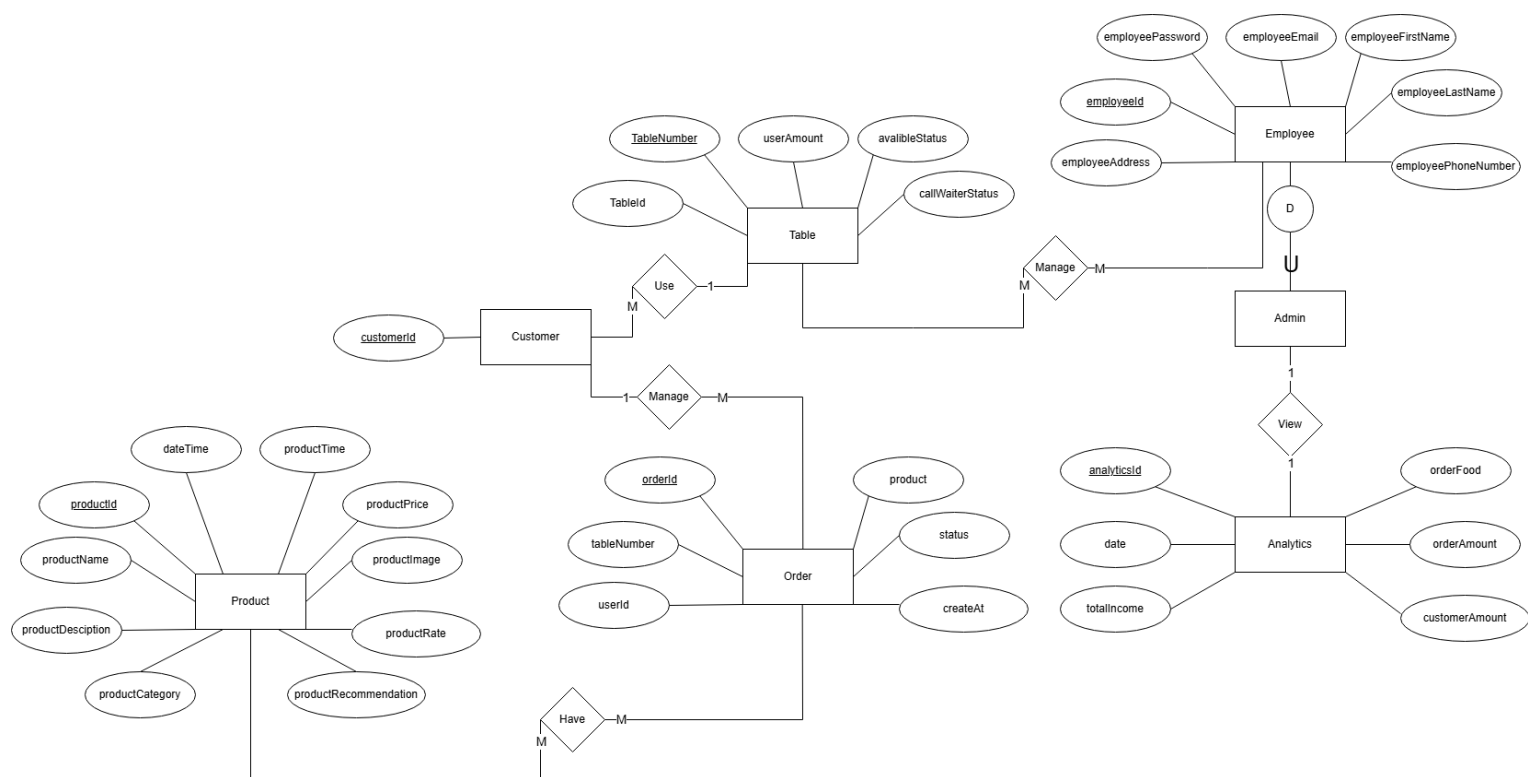 employeePassword
employeeEmail
employeeFirstName
employeeId
employeeLastName
Employee
employeeAddress
employeePhoneNumber
TableNumber
userAmount
avalibleStatus
TableId
callWaiterStatus
Table
D
U
Manage
M
M
Use
1
M
Admin
customerId
Customer
1
Manage
M
1
View
1
dateTime
productTime
productId
productPrice
productName
productImage
Product
productDesciption
productRate
productCategory
productRecommendation
orderId
product
tableNumber
status
Order
userId
createAt
analyticsId
orderFood
date
Analytics
orderAmount
totalIncome
customerAmount
Have
M
M